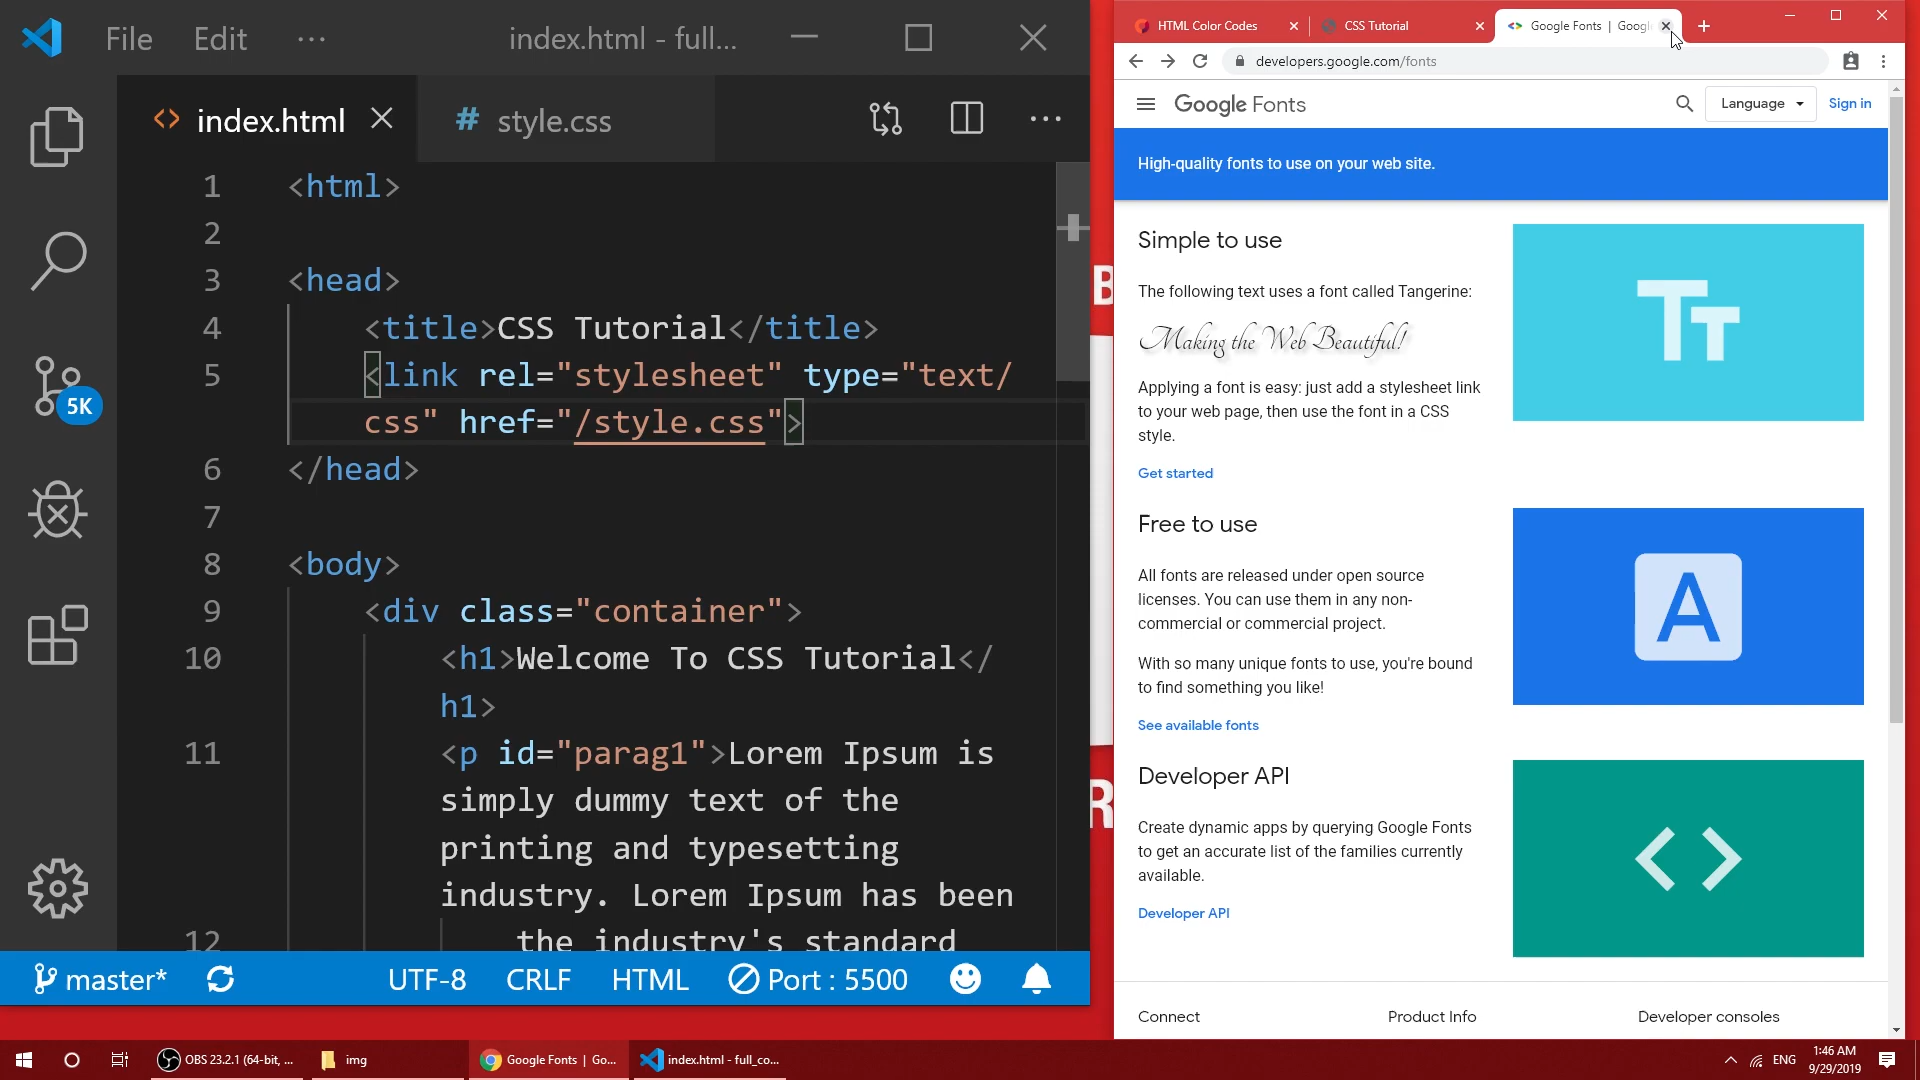 File Edit ··· index.html - full...
index.html style.css
1 <html>
2
3 <head>
4 <title>CSS Tutorial</title>
5 <link rel="stylesheet" type="text/
css" href="/style.css">
6 </head>
7
8 <body>
9 <div class="container">
10 <h1>Welcome To CSS Tutorial</
h1>
11 <p id="parag1">Lorem Ipsum is
simply dummy text of the
printing and typesetting
industry. Lorem Ipsum has been
12 the industry's standard
5K
master* UTF-8 CRLF HTML Port : 5500
B
R
HTML Color Codes CSS Tutorial Google Fonts | Googl
developers.google.com/fonts
Google Fonts Language Sign in
High-quality fonts to use on your web site.
Simple to use
The following text uses a font called Tangerine:
Making the Web Beautiful!
Applying a font is easy: just add a stylesheet link
to your web page, then use the font in a CSS
style.
Get started
TT
Free to use
All fonts are released under open source
licenses. You can use them in any non-
commercial or commercial project.
With so many unique fonts to use, you're bound
to find something you like!
See available fonts
A
Developer API
Create dynamic apps by querying Google Fonts
to get an accurate list of the families currently
available.
Developer API
Connect Product Info Developer consoles
OBS 23.2.1 (64-bit, ... img Google Fonts | Go... index.html - full_co... ENG 1:46 AM
9/29/2019